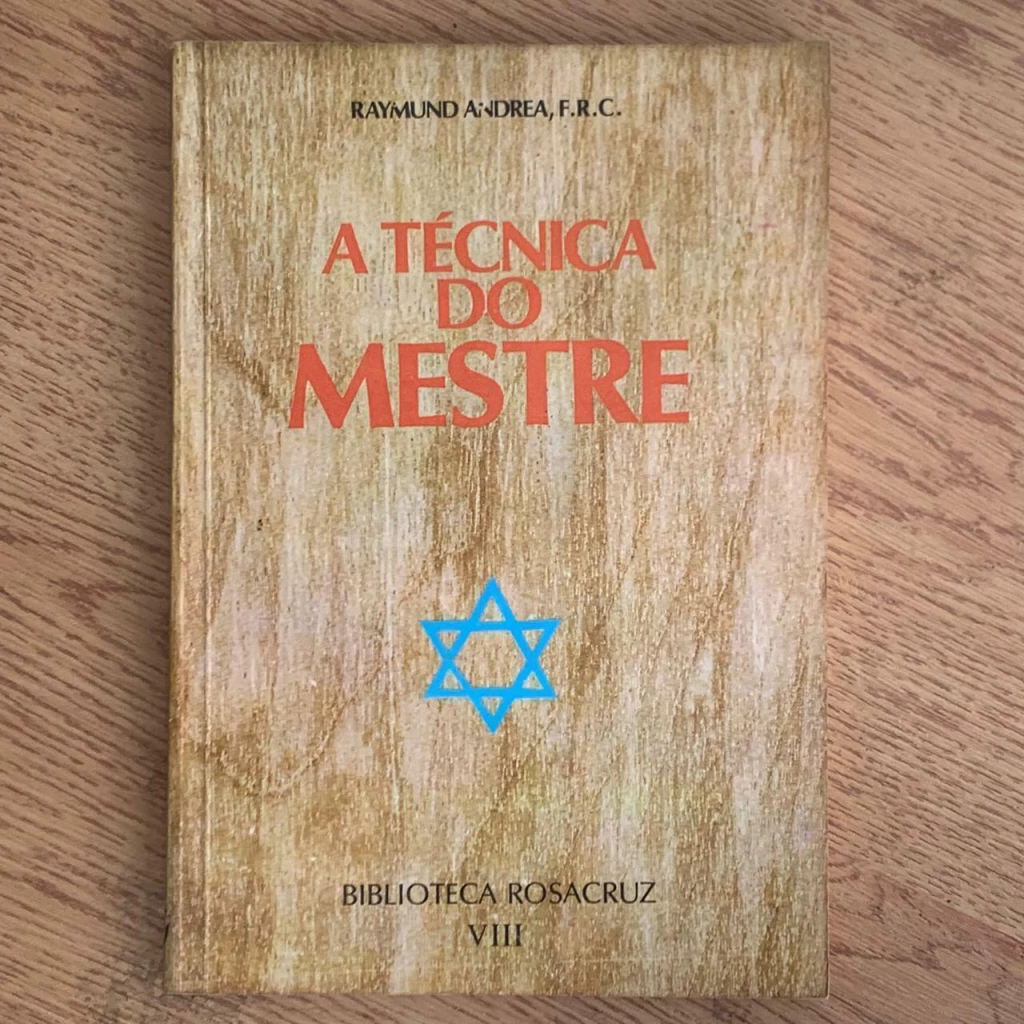 RAYMUND ANDREA, F.R.C.
A TÉCNICA
DO
MESTRE
BIBLIOTECA ROSACRUZ
VIII